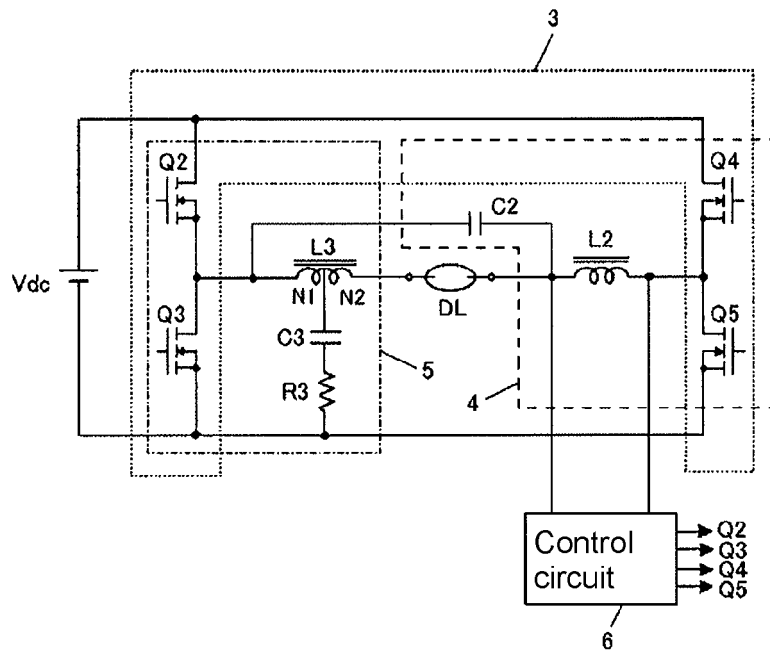 3
Q2
Q4
C2
L3
L2
Vdc
N1 N2
DL
Q3
Q5
C3
5
R3
4
Control
circuit
Q2
Q3
Q4
Q5
6